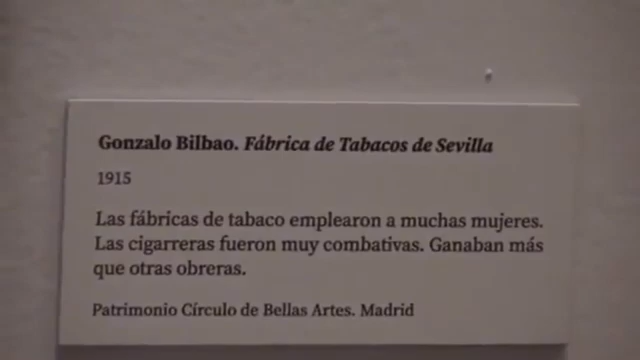 Gonzalo Bilbao. Fábrica de Tabacos de Sevilla
1915
Las fábricas de tabaco emplearon a muchas mujeres.
Las cigarreras fueron muy combativas. Ganaban más
que otras obreras.
Patrimonio Círculo de Bellas Artes. Madrid